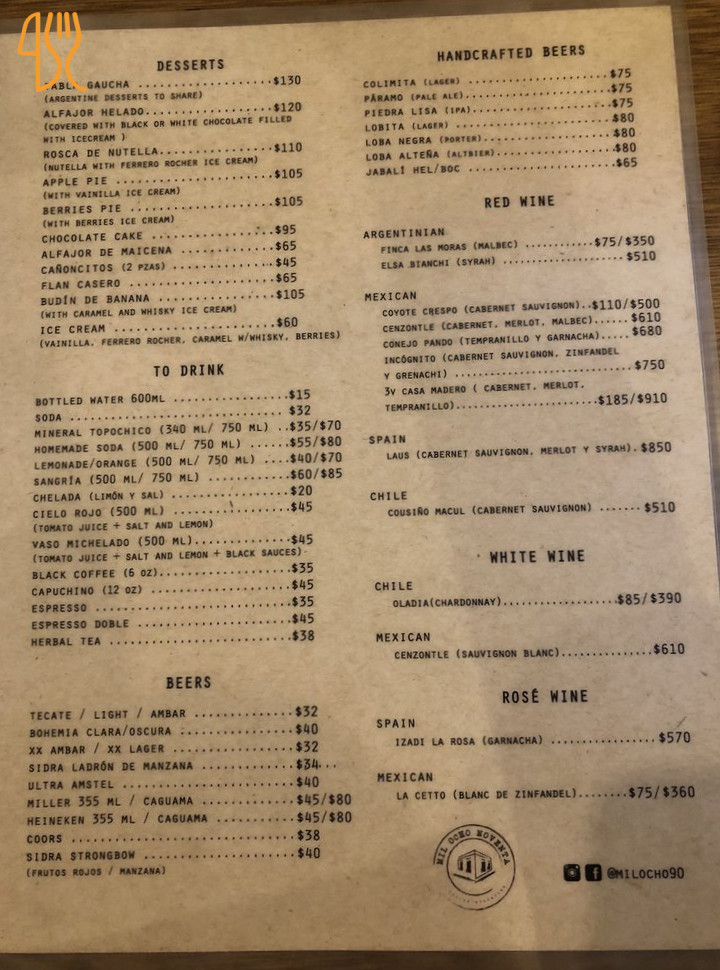 DESSERTS
GAUCHA ...................$130
(ARGENTINE DESSERTS TO SHARE)
ALFAJOR HELADO..................$120
(COVERED WITH BLACK OR WHITE CHOCOLATE FILLED
WITH ICECREAM )
ROSCA DE NUTELLA................$110
(NUTELLA WITH FERRERO ROCHER ICE CREAM)
APPLE PIE ......................$105
(WITH VAINILLA ICE CREAM)
BERRIES PIE ....................$105
(WITH BERRIES ICE CREAM)
CHOCOLATE CAKE .................$95
ALFAJOR DE MAICENA .............$65
CAÑONCITOS (2 PZAS) ..............$45
FLAN CASERO ....................$65
BUDÍN DE BANANA ................$105
(WITH CARAMEL AND WHISKY ICE CREAM)
ICE CREAM ......................$60
(VAINILLA, FERRERO ROCHER, CARAMEL W/WHISKY, BERRIES)
TO DRINK
BOTTLED WATER 600ML ................$15
SODA .............................. $32
MINERAL TOPOCHICO (340 ML/ 750 ML) ..$35/$70
HOMEMADE SODA (500 ML/ 750 ML) ......$55/$80
LEMONADE/ORANGE (500 ML/ 750 ML) ....$40/$70
SANGRÍA (500 ML/ 750 ML) ............$60/$85
CHELADA (LIMÓN Y SAL) .................$20
CIELO ROJO (500 ML) ................$45
(TOMATO JUICE + SALT AND LEMON)
VASO MICHELADO (500 ML)..............$45
(TOMATO JUICE + SALT AND LEMON + BLACK SAUCES)
BLACK COFFEE (6 OZ)...................$35
CAPUCHINO (12 OZ) ....................$45
ESPRESSO ............................$35
ESPRESSO DOBLE .......................$45
HERBAL TEA ..........................$38
BEERS
TECATE / LIGHT / AMBAR ..............$32
BOHEMIA CLARA/OSCURA ................$40
XX AMBAR / XX LAGER .................$32
SIDRA LADRÓN DE MANZANA .............$34...
ULTRA AMSTEL ........................$40
MILLER 355 ML / CAGUAMA .............$45/$80
HEINEKEN 355 ML / CAGUAMA ...........$45/$80
COORS ...............................$38
SIDRA STRONGBOW .....................$40
(FRUTOS ROJOS / MANZANA)
HANDCRAFTED BEERS
COLIMITA (LAGER) .....................$75
PÁRAMO (PALE ALE).....................$75
PIEDRA LISA (IPA).....................$75
LOBITA (LAGER) .......................$80
LOBA NEGRA (PORTER)...................$80
LOBA ALTEÑA (ALTBIER).................$80
JABALÍ HEL/BOC .......................$65
RED WINE
ARGENTINIAN
FINCA LAS MORAS (MALBEC) ...........$75/$350
ELSA BIANCHI (SYRAH) ...................$510
MEXICAN
COYOTE CRESPO (CABERNET SAUVIGNON)..$110/$500
CENZONTLE (CABERNET, MERLOT, MALBEC)......$610
CONEJO PANDO (TEMPRANILLO Y GARNACHA).....$680
INCÓGNITO (CABERNET SAUVIGNON, ZINFANDEL
Y GRENACHI) ..............................$750
3V CASA MADERO ( CABERNET, MERLOT,
TEMPRANILLO).......................$185/$910
SPAIN
LAUS (CABERNET SAUVIGNON, MERLOT Y SYRAH).$850
CHILE
COUSIÑO MACUL (CABERNET SAUVIGNON) .......$510
WHITE WINE
CHILE
OLADIA(CHARDONNAY)..................$85/$390
MEXICAN
CENZONTLE (SAUVIGNON BLANC)..............$610
ROSÉ WINE
SPAIN
IZADI LA ROSA (GARNACHA) ................$570
MEXICAN
LA CETTO (BLANC DE ZINFANDEL)........$75/$360
MIL OCHO NOVENTA
@MILOCHO90